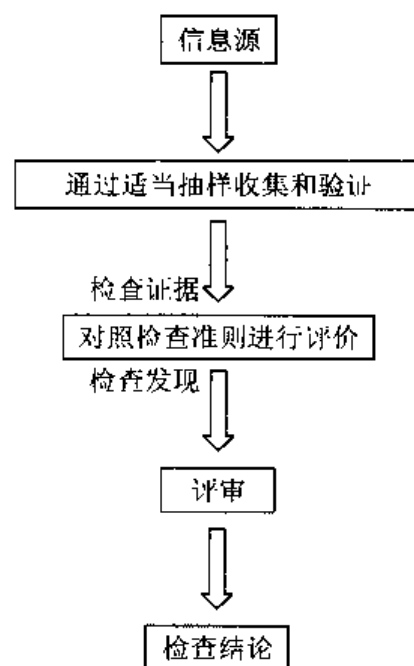 信息源
通过适当抽样收集和验证
检查证据
对照检查准则进行评价
检查发现
评审
检查结论